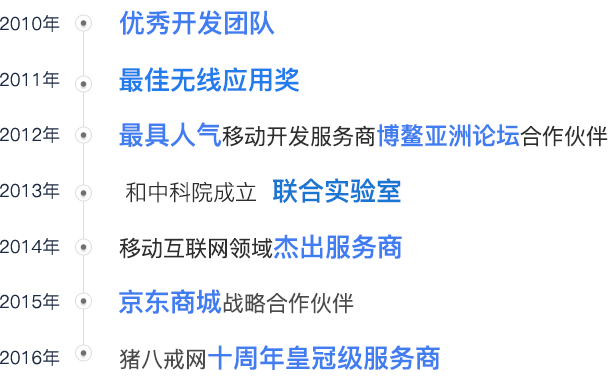 2010年 优秀开发团队
2011年 最佳无线应用奖
2012年 最具人气移动开发服务商博鳌亚洲论坛合作伙伴
2013年 和中科院成立 联合实验室
2014年 移动互联网领域杰出服务商
2015年 京东商城战略合作伙伴
2016年 猪八戒网十周年皇冠级服务商